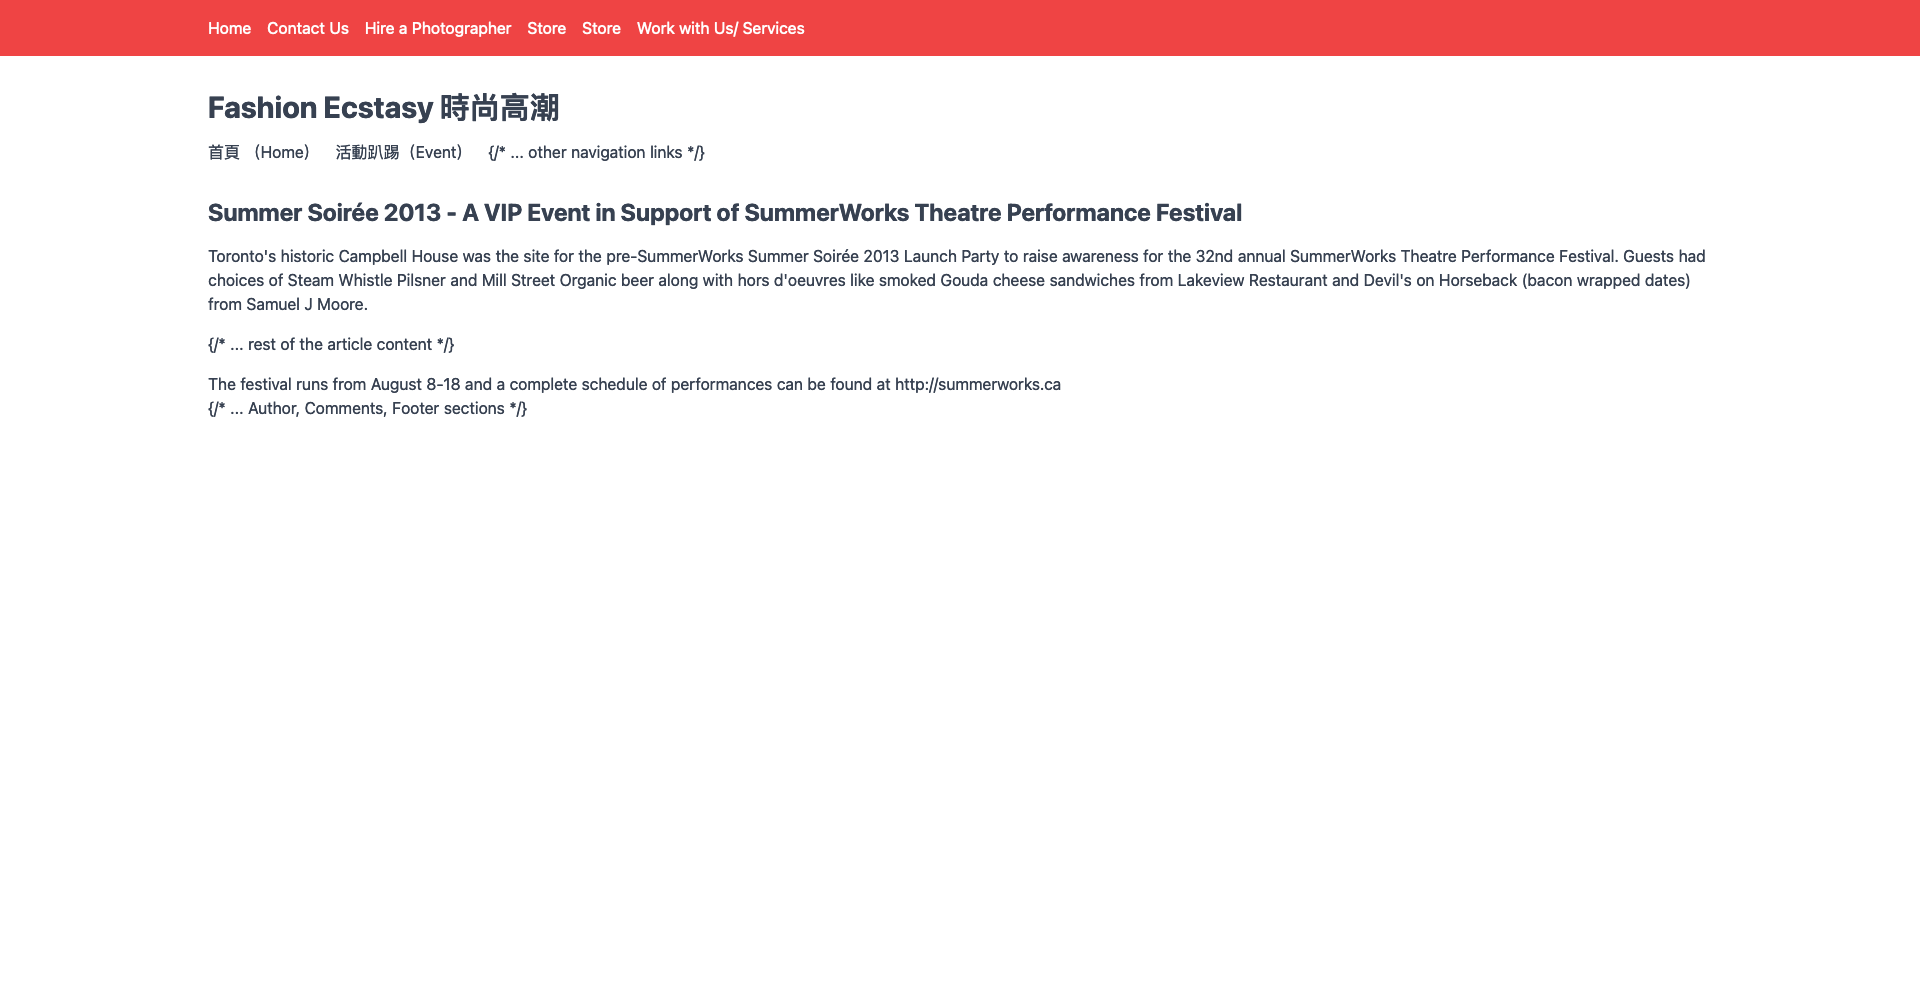 Home Contact Us Hire a Photographer Store Store Work with Us/ Services
Fashion Ecstasy 時尚高潮
首頁 （Home） 活動趴踢（Event） {/* ... other navigation links */}
Summer Soirée 2013 - A VIP Event in Support of SummerWorks Theatre Performance Festival
Toronto's historic Campbell House was the site for the pre-SummerWorks Summer Soirée 2013 Launch Party to raise awareness for the 32nd annual SummerWorks Theatre Performance Festival. Guests had
choices of Steam Whistle Pilsner and Mill Street Organic beer along with hors d'oeuvres like smoked Gouda cheese sandwiches from Lakeview Restaurant and Devil's on Horseback (bacon wrapped dates)
from Samuel J Moore.
{/* ... rest of the article content */}
The festival runs from August 8-18 and a complete schedule of performances can be found at http://summerworks.ca
{/* ... Author, Comments, Footer sections */}